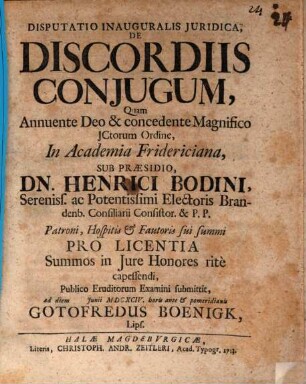 24
27
DISPUTATIO INAUGURALIS JURIDICA,
DE
DISCORDIIS
CONJUGUM,
Quam
Annuente Deo & concedente Magnifico
JCtorum Ordine,
In Academia Fridericiana,
SUB PRÆSIDIO,
DN. HENRICI BODINI,
Sereniss. ac Potentissimi Electoris Bran-
denb. Consiliarii Consistor. & P. P.
Patroni, Hospitis & Fautoris sui summi
PRO LICENTIA
Summos in Jure Honores ritè
capessendi,
Publico Eruditorum Examini submittit,
ad diem Junii MDCXCIV. horis ante & pomeridianis
GOTOFREDUS BOENIGK,
Lips.
HALÆ MAGDEBURGICÆ,
Literis, CHRISTOPH. ANDR. ZEITLERI, Acad. Typogr.